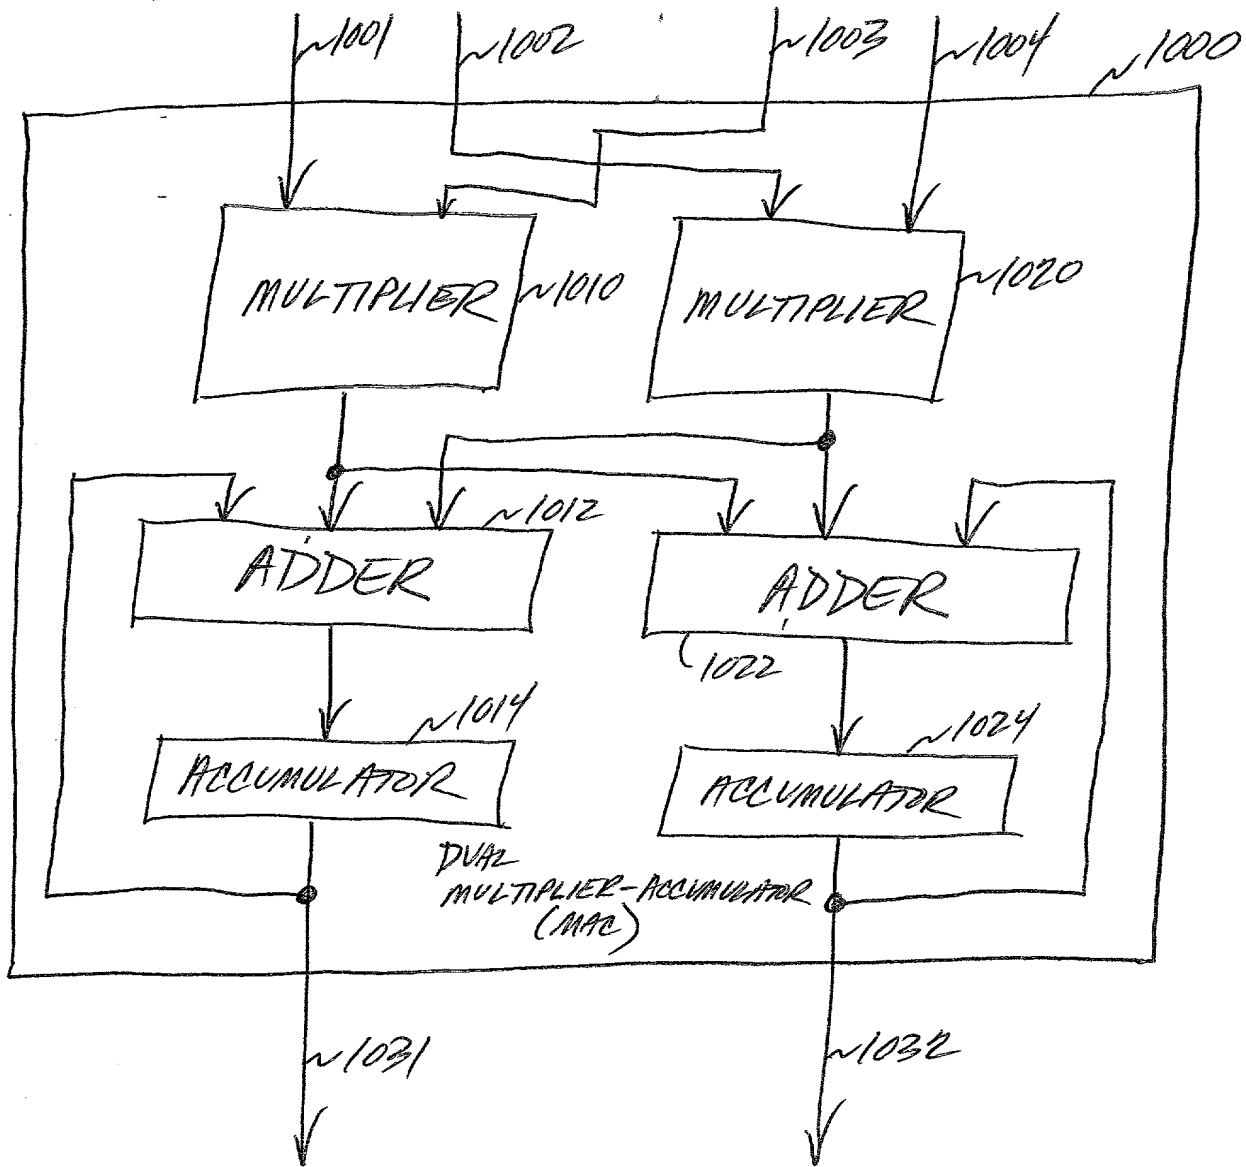 1001
1002
1003
1004
1000
MULTIPLIER
1010
MULTIPLIER
1020
1012
ADDER
ADDER
1022
1014
ACCUMULATOR
1024
ACCUMULATOR
DUAL
MULTIPLIER-ACCUMULATOR
(MAC)
1031
1032